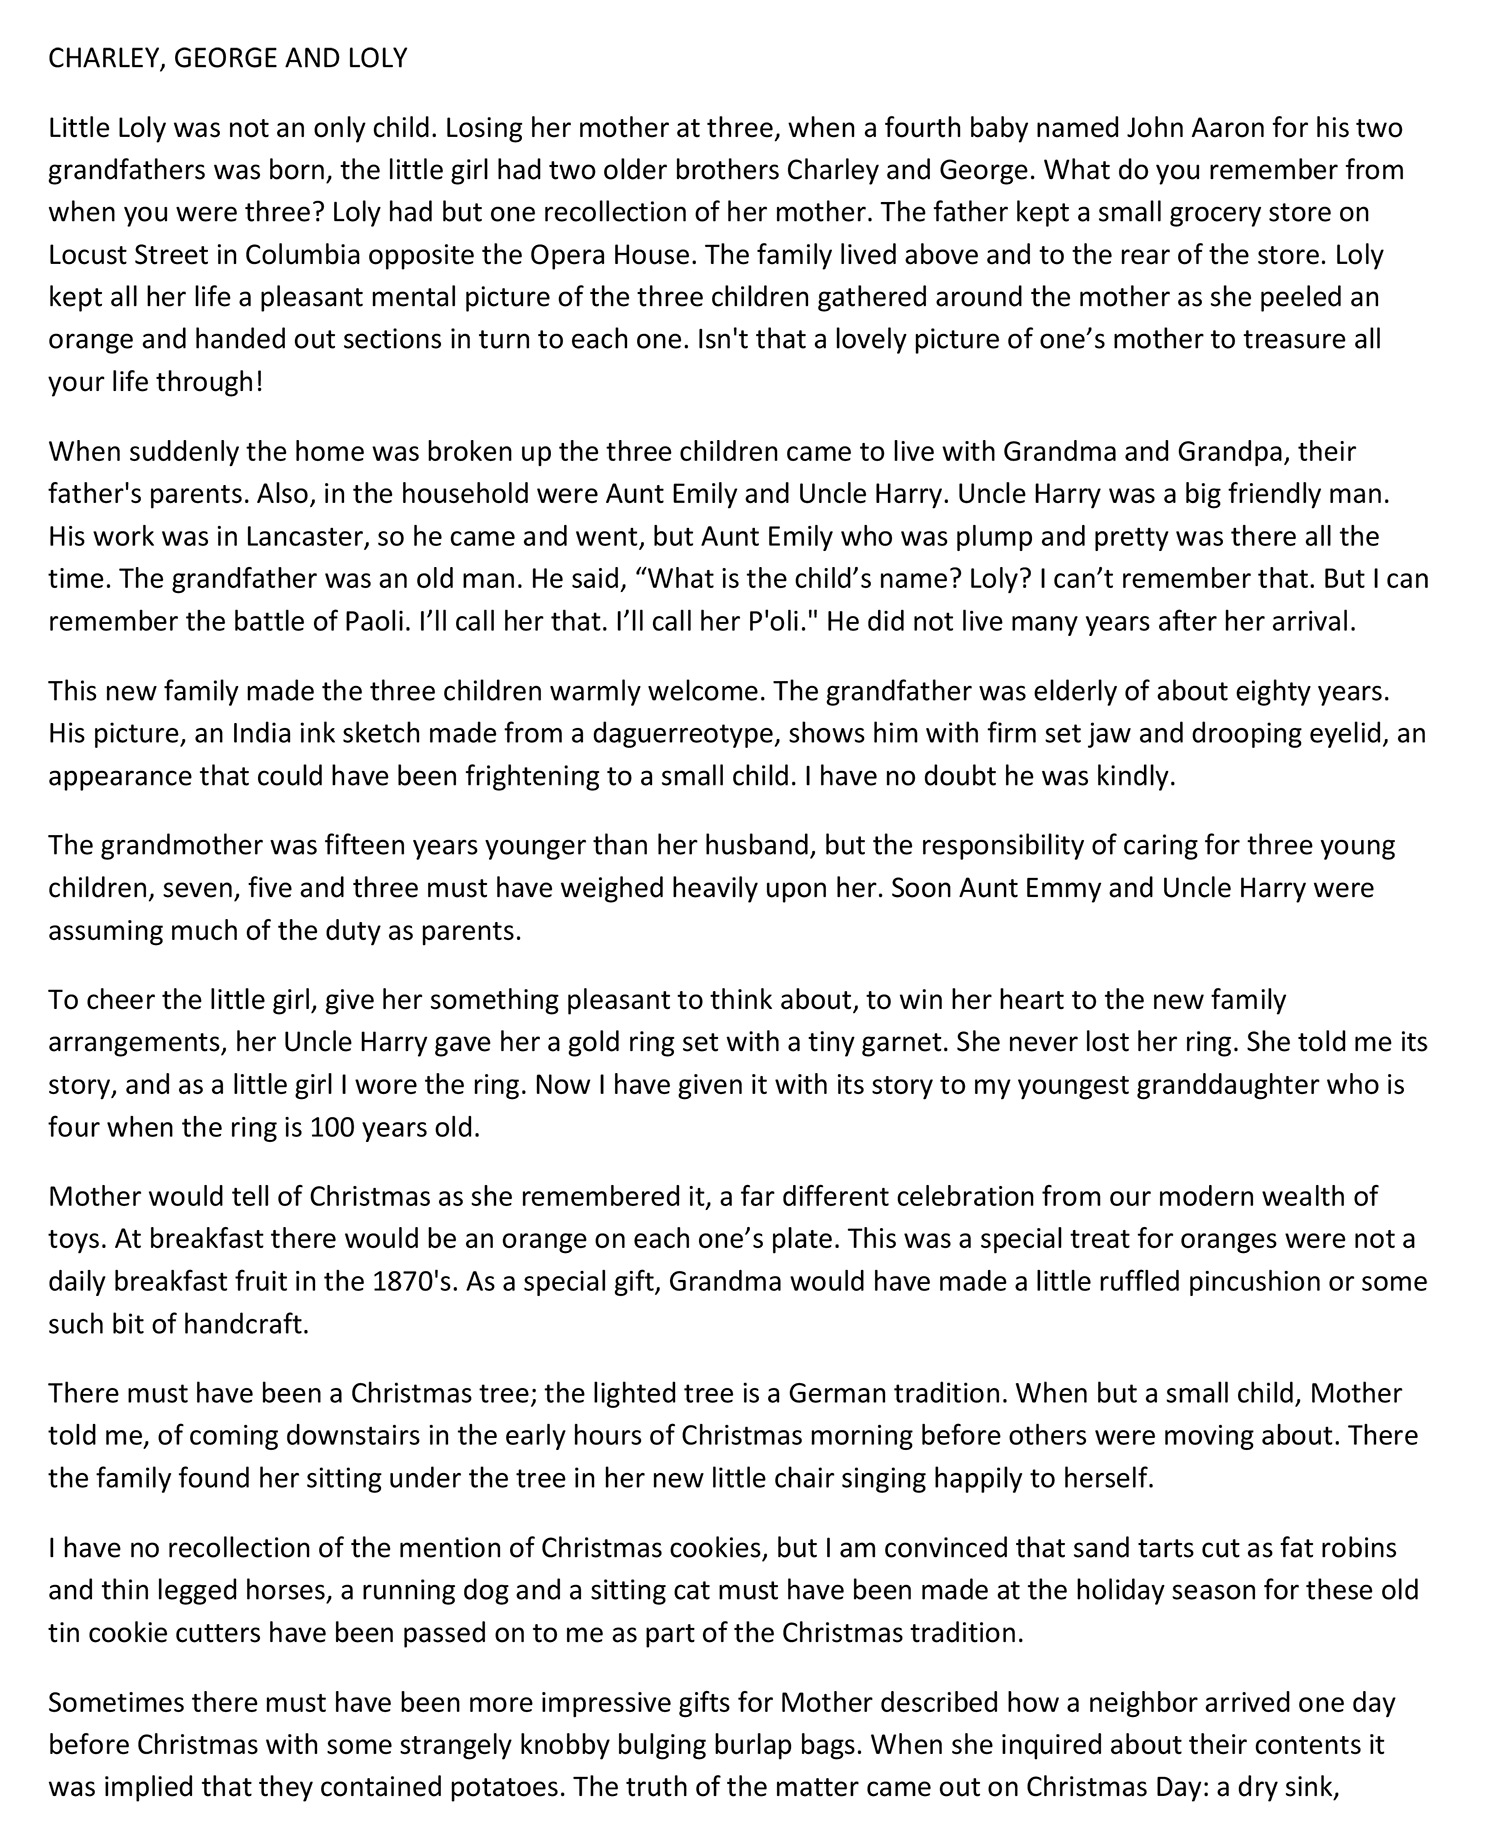 CHARLEY, GEORGE AND LOLY
Little Loly was not an only child. Losing her mother at three, when a fourth baby named John Aaron for his two
grandfathers was born, the little girl had two older brothers Charley and George. What do you remember from
when you were three? Loly had but one recollection of her mother. The father kept a small grocery store on
Locust Street in Columbia opposite the Opera House. The family lived above and to the rear of the store. Loly
kept all her life a pleasant mental picture of the three children gathered around the mother as she peeled an
orange and handed out sections in turn to each one. Isn't that a lovely picture of one’s mother to treasure all
your life through!
When suddenly the home was broken up the three children came to live with Grandma and Grandpa, their
father's parents. Also, in the household were Aunt Emily and Uncle Harry. Uncle Harry was a big friendly man.
His work was in Lancaster, so he came and went, but Aunt Emily who was plump and pretty was there all the
time. The grandfather was an old man. He said, “What is the child’s name? Loly? I can’t remember that. But I can
remember the battle of Paoli. I’ll call her that. I’ll call her P'oli." He did not live many years after her arrival.
This new family made the three children warmly welcome. The grandfather was elderly of about eighty years.
His picture, an India ink sketch made from a daguerreotype, shows him with firm set jaw and drooping eyelid, an
appearance that could have been frightening to a small child. I have no doubt he was kindly.
The grandmother was fifteen years younger than her husband, but the responsibility of caring for three young
children, seven, five and three must have weighed heavily upon her. Soon Aunt Emmy and Uncle Harry were
assuming much of the duty as parents.
To cheer the little girl, give her something pleasant to think about, to win her heart to the new family
arrangements, her Uncle Harry gave her a gold ring set with a tiny garnet. She never lost her ring. She told me its
story, and as a little girl I wore the ring. Now I have given it with its story to my youngest granddaughter who is
four when the ring is 100 years old.
Mother would tell of Christmas as she remembered it, a far different celebration from our modern wealth of
toys. At breakfast there would be an orange on each one’s plate. This was a special treat for oranges were not a
daily breakfast fruit in the 1870's. As a special gift, Grandma would have made a little ruffled pincushion or some
such bit of handcraft.
There must have been a Christmas tree; the lighted tree is a German tradition. When but a small child, Mother
told me, of coming downstairs in the early hours of Christmas morning before others were moving about. There
the family found her sitting under the tree in her new little chair singing happily to herself.
I have no recollection of the mention of Christmas cookies, but I am convinced that sand tarts cut as fat robins
and thin legged horses, a running dog and a sitting cat must have been made at the holiday season for these old
tin cookie cutters have been passed on to me as part of the Christmas tradition.
Sometimes there must have been more impressive gifts for Mother described how a neighbor arrived one day
before Christmas with some strangely knobby bulging burlap bags. When she inquired about their contents it
was implied that they contained potatoes. The truth of the matter came out on Christmas Day: a dry sink,